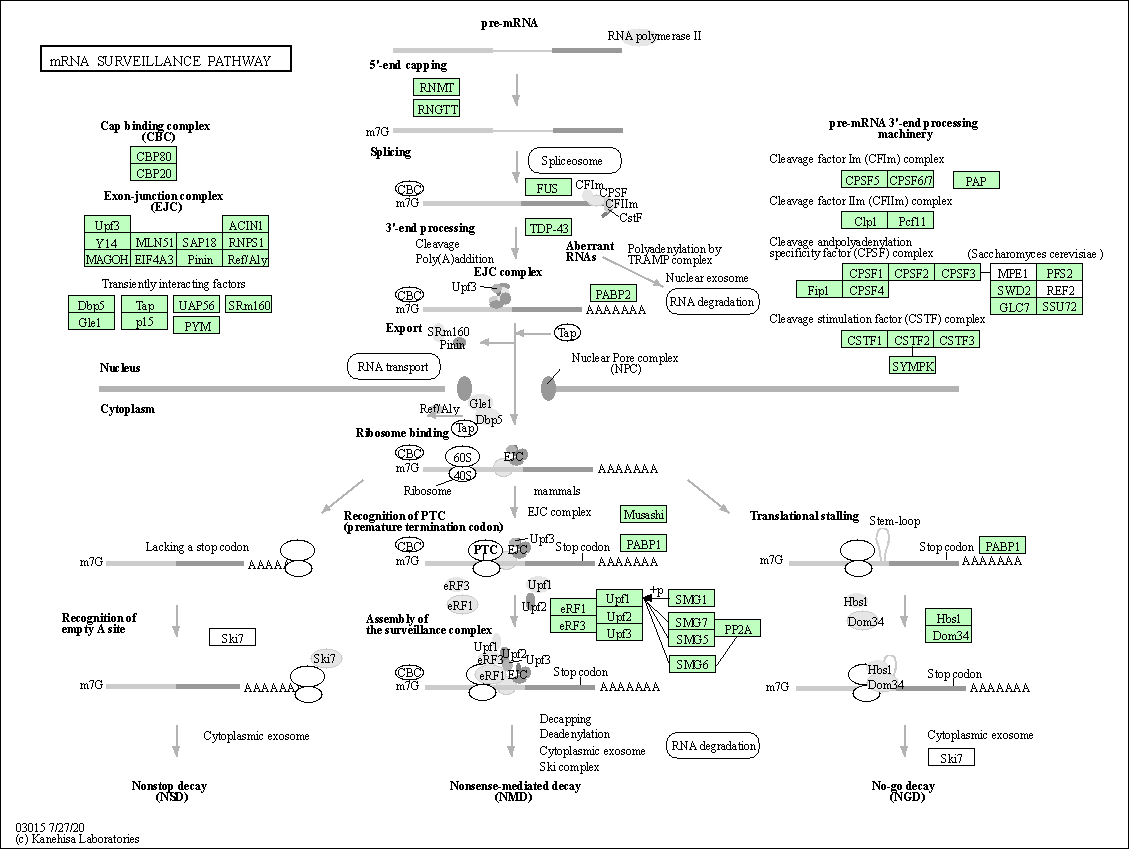 pre-mRNA
RNA polymerase II
mRNA SURVEILLANCE PATHWAY
5'-end capping
RNMT
RNGTT
m7G
Cap binding complex
(CBC)
CBP80
CBP20
Exon-junction complex
(EJC)
Upf3 ACIN1
Y14 MLN51 SAP18 RNPS1
MAGOH EIF4A3 Pinin Ref/Aly
Transiently interacting factors
Dbp5 Tap UAP56 SRm160
Gle1 p15 PYM
Splicing
Spliceosome
CBC
m7G
FUS
CFIm
CPSF
CFIIm
CstF
3'-end processing
TDP-43
Cleavage
Poly(A)addition
Aberrant
RNAs
Polyadenylation by
TRAMP complex
Nuclear exosome
RNA degradation
EJC complex
Upf3
CBC
m7G
PABP2
AAAAAAA
Export
SRm160
Pinin
Tap
RNA transport
Nuclear Pore complex
(NPC)
pre-mRNA 3'-end processing
machinery
Cleavage factor Im (CFIm) complex
CPSF5 CPSF6/7 PAP
Cleavage factor IIm (CFIIm) complex
Clp1 Pcf11
Cleavage andpolyadenylation
specificity factor (CPSF) complex
(Saccharomyces cerevisiae )
CPSF1 CPSF2 CPSF3 MPE1 PFS2
Fip1 CPSF4 SWD2 REF2
GLC7 SSU72
Cleavage stimulation factor (CSTF) complex
CSTF1 CSTF2 CSTF3
SYMPK
Nucleus
Cytoplasm
Ref/Aly
Gle1
Dbp5
Tap
Ribosome binding
CBC
m7G
60S
40S
EJC
AAAAAAA
Ribosome
mammals
EJC complex
Recognition of PTC
(premature termination codon)
Musashi
PABP1
CBC
m7G
PTC
EJC
Upf3
Stop codon
AAAAAAA
Lacking a stop codon
m7G
AAAAA
Translational stalling
Stem-loop
m7G
Stop codon
PABP1
AAAAAAA
eRF3
eRF1
Upf1
Upf2
Assembly of
the surveillance complex
eRF1
eRF3
Upf1
Upf2
Upf3
+p
SMG1
SMG7
SMG5
PP2A
SMG6
Upf1
Upf2
eRF3
Upf3
eRF1
EJC
CBC
m7G
Stop codon
AAAAAAA
Recognition of
empty A site
Ski7
Ski7
m7G
AAAAAA
Hbs1
Dom34
Hbs1
Dom34
Hbs1
Dom34
m7G
Stop codon
AAAAAAA
Cytoplasmic exosome
Nonstop decay
(NSD)
Decapping
Deadenylation
Cytoplasmic exosome
Ski complex
RNA degradation
Nonsense-mediated decay
(NMD)
Cytoplasmic exosome
Ski7
No-go decay
(NGD)
03015 7/27/20
(c) Kanehisa Laboratories